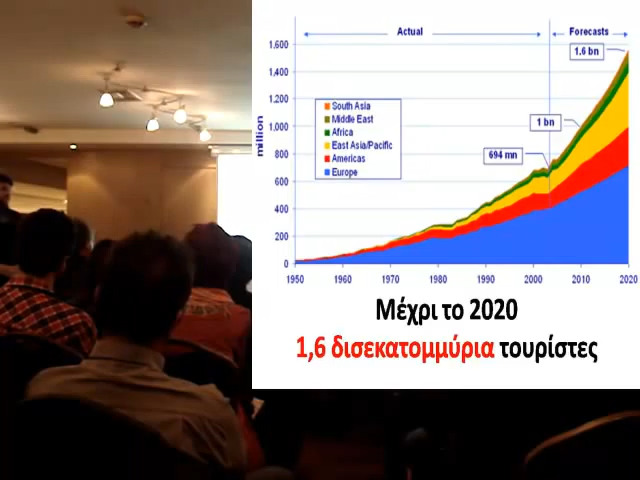 Actual
Forecasts
1.6 bn
1 bn
694 mn
million
1,600
1,400
1,200
1,000
800
600
400
200
0
South Asia
Middle East
Africa
East Asia/Pacific
Americas
Europe
1950 1960 1970 1980 1990 2000 2010 2020
Μέχρι το 2020
1,6 δισεκατομμύρια τουρίστες